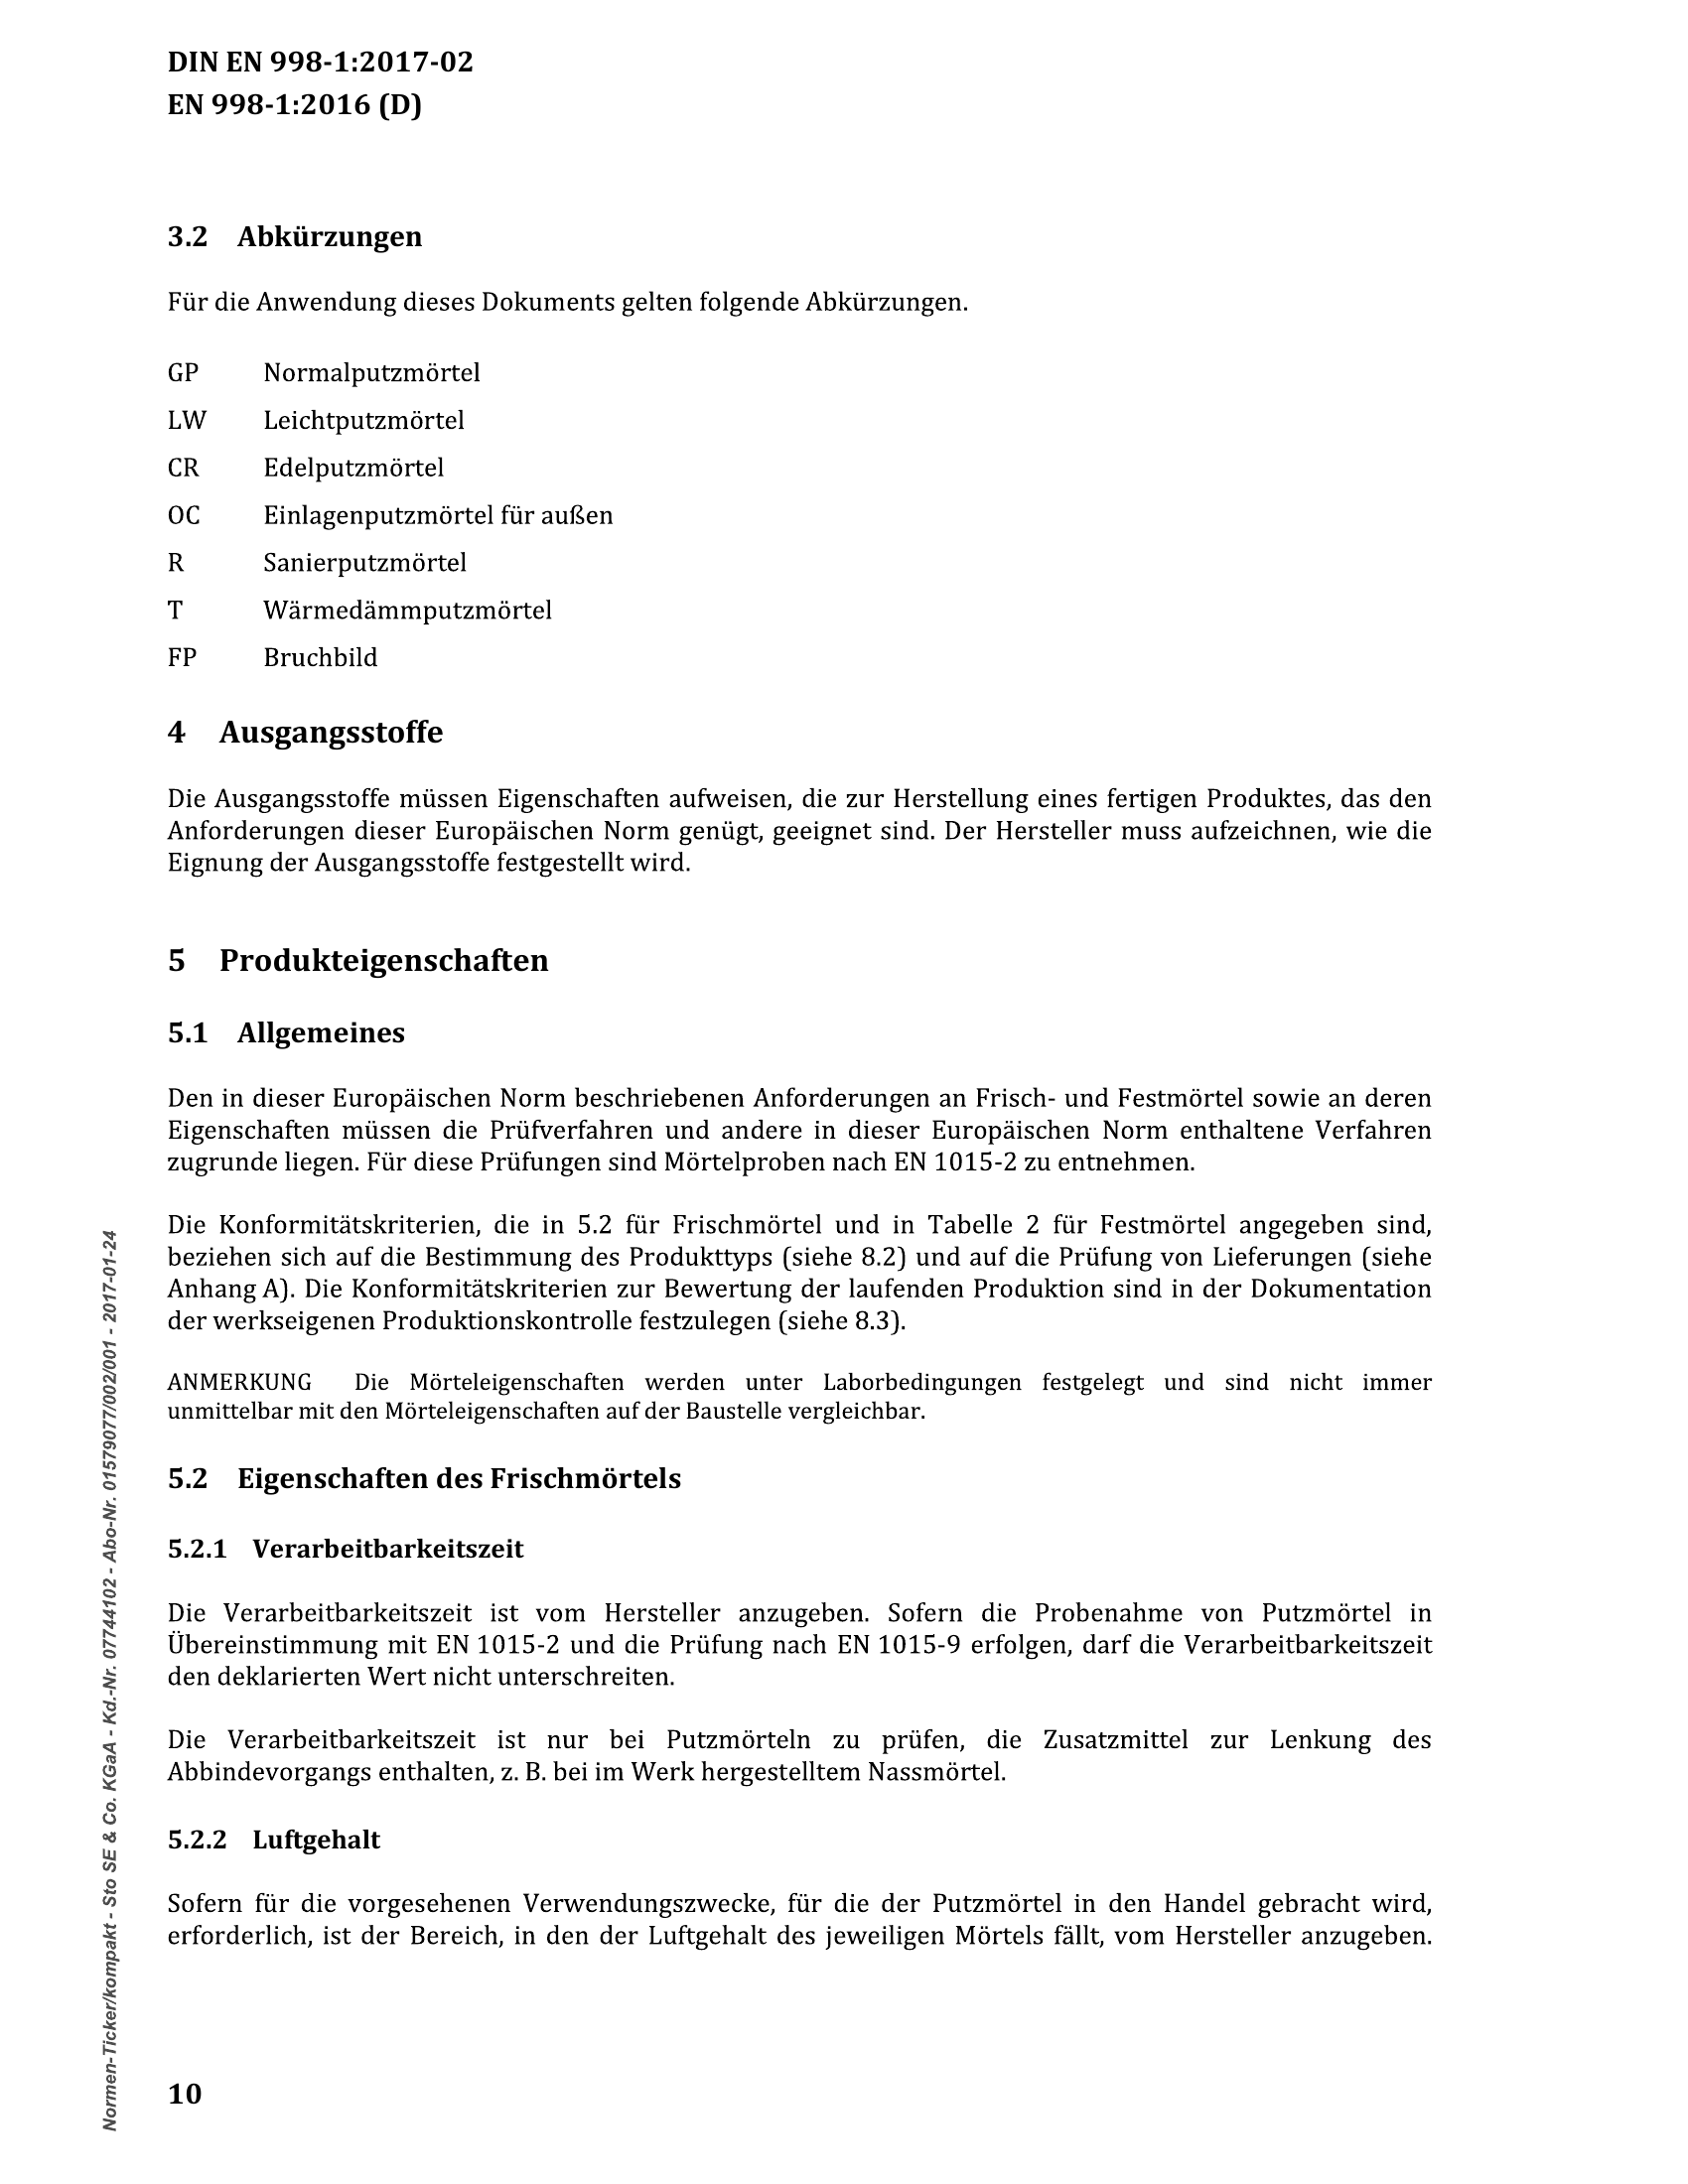 DIN EN 998-1:2017-02
EN 998-1:2016 (D)
3.2 Abkürzungen
Für die Anwendung dieses Dokuments gelten folgende Abkürzungen.
GP Normalputzmörtel
LW Leichtputzmörtel
CR Edelputzmörtel
OC Einlagenputzmörtel für außen
R Sanierputzmörtel
T Wärmedämmputzmörtel
FP Bruchbild
4 Ausgangsstoffe
Die Ausgangsstoffe müssen Eigenschaften aufweisen, die zur Herstellung eines fertigen Produktes, das den
Anforderungen dieser Europäischen Norm genügt, geeignet sind. Der Hersteller muss aufzeichnen, wie die
Eignung der Ausgangsstoffe festgestellt wird.
5 Produkteigenschaften
5.1 Allgemeines
Den in dieser Europäischen Norm beschriebenen Anforderungen an Frisch- und Festmörtel sowie an deren
Eigenschaften müssen die Prüfverfahren und andere in dieser Europäischen Norm enthaltene Verfahren
zugrunde liegen. Für diese Prüfungen sind Mörtelproben nach EN 1015-2 zu entnehmen.
Die Konformitätskriterien, die in 5.2 für Frischmörtel und in Tabelle 2 für Festmörtel angegeben sind,
beziehen sich auf die Bestimmung des Produkttyps (siehe 8.2) und auf die Prüfung von Lieferungen (siehe
Anhang A). Die Konformitätskriterien zur Bewertung der laufenden Produktion sind in der Dokumentation
der werkseigenen Produktionskontrolle festzulegen (siehe 8.3).
ANMERKUNG Die Mörteleigenschaften werden unter Laborbedingungen festgelegt und sind nicht immer
unmittelbar mit den Mörteleigenschaften auf der Baustelle vergleichbar.
5.2 Eigenschaften des Frischmörtels
5.2.1 Verarbeitbarkeitszeit
Die Verarbeitbarkeitszeit ist vom Hersteller anzugeben. Sofern die Probenahme von Putzmörtel in
Übereinstimmung mit EN 1015-2 und die Prüfung nach EN 1015-9 erfolgen, darf die Verarbeitbarkeitszeit
den deklarierten Wert nicht unterschreiten.
Die Verarbeitbarkeitszeit ist nur bei Putzmörteln zu prüfen, die Zusatzmittel zur Lenkung des
Abbindevorgangs enthalten, z. B. bei im Werk hergestelltem Nassmörtel.
5.2.2 Luftgehalt
Sofern für die vorgesehenen Verwendungszwecke, für die der Putzmörtel in den Handel gebracht wird,
erforderlich, ist der Bereich, in den der Luftgehalt des jeweiligen Mörtels fällt, vom Hersteller anzugeben.
10
Normen-Ticker/kompakt - Sto SE & Co. KGaA - Kd.-Nr. 07744102 - Abo-Nr. 01579077/002/001 - 2017-01-24